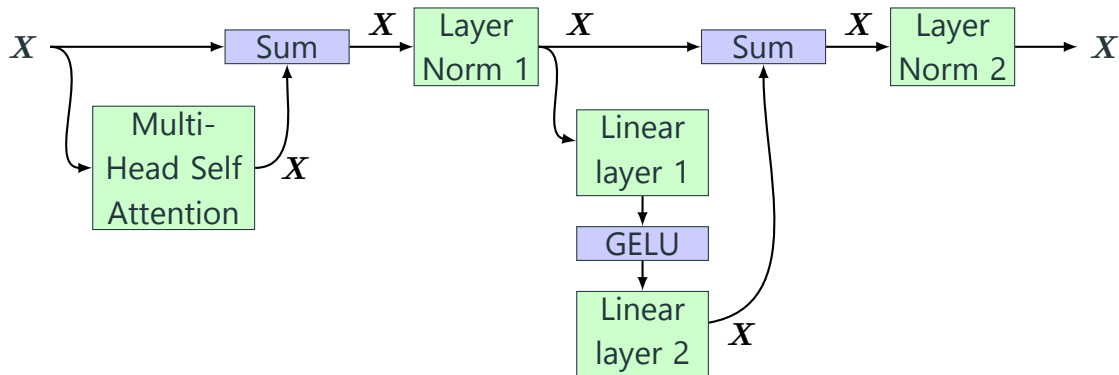 X
Sum
X
Layer
Norm 1
X
Sum
X
Layer
Norm 2
X
Multi-
Head Self
Attention
X
Linear
layer 1
GELU
Linear
layer 2
X